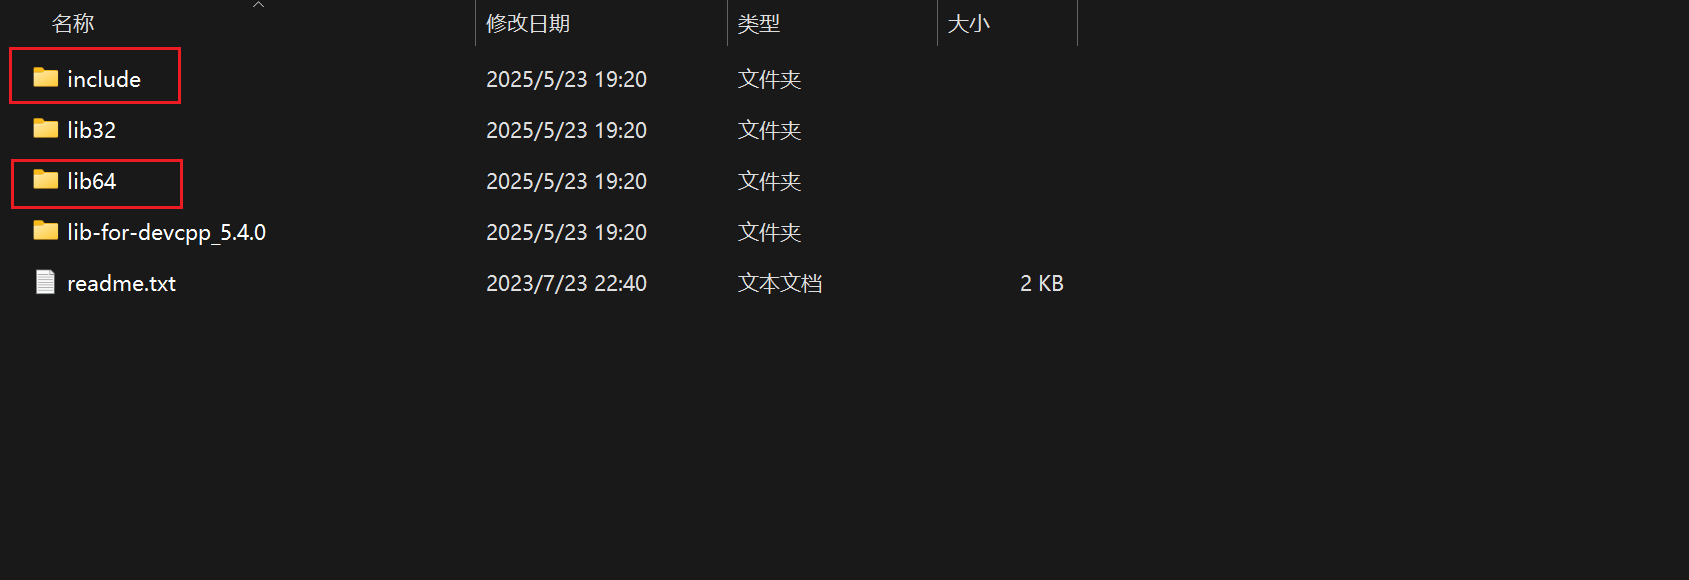 名称 修改日期 类型 大小
include 2025/5/23 19:20 文件夹
lib32 2025/5/23 19:20 文件夹
lib64 2025/5/23 19:20 文件夹
lib-for-devcpp_5.4.0 2025/5/23 19:20 文件夹
readme.txt 2023/7/23 22:40 文本文档 2 KB